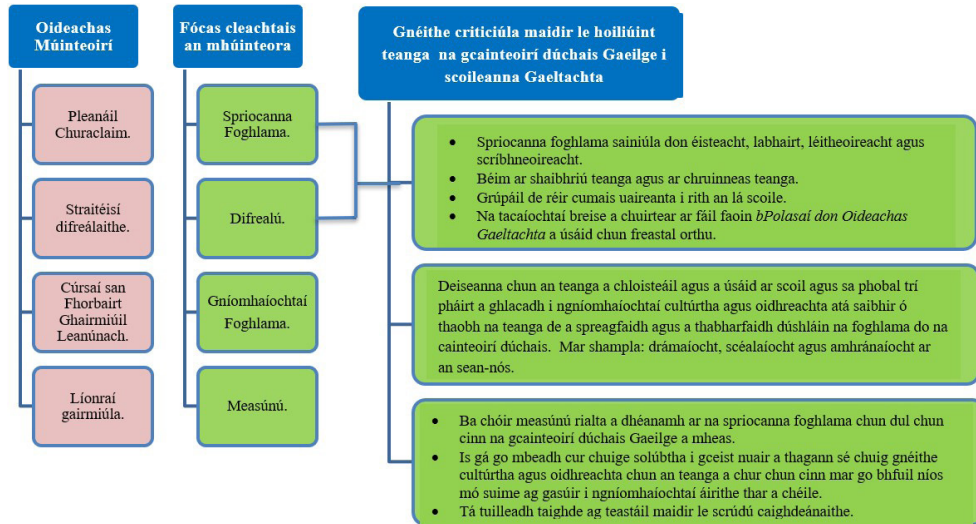 Oideachas
Múinteoirí
Pleanáil
Churaclaim.
Straitéisí
difreálaithe.
Cúrsaí san
Fhorbairt
Ghairmiúil
Leanúnach.
Líonraí
gairmiúla.
Fócas cleachtais
an mhúinteora
Spriocanna
Foghlama.
Difrealú.
Gníomhaíochtaí
Foghlama.
Measúnú.
Gnéithe criticiúla maidir le hoiliúint
teanga na gcainteoirí dúchais Gaeilge i
scoileanna Gaeltachta
• Spriocanna foghlama sainiúla don éisteacht, labhairt, léitheoireacht agus
scríbhneoireacht.
• Béim ar shaibhriú teanga agus ar chruinneas teanga.
• Grúpáil de réir cumais uaireanta i rith an lá scoile.
• Na tacaíochtaí breise a chuirtear ar fáil faoin bPolasaí don Oideachas
Gaeltachta a úsáid chun freastal orthu.
Deiseanna chun an teanga a chloisteáil agus a úsáid ar scoil agus sa phobal trí
pháirt a ghlacadh i ngníomhaíochtaí cultúrtha agus oidhreachta atá saibhir ó
thaobh na teanga de a spreagfaidh agus a thabharfaidh dúshláin na foghlama do na
cainteoirí dúchais. Mar shampla: drámaíocht, scéalaíocht agus amhránaíocht ar
an sean-nós.
• Ba chóir measúnú rialta a dhéanamh ar na spriocanna foghlama chun dul chun
cinn na gcainteoirí dúchais Gaeilge a mheas.
• Is gá go mbeadh cur chuige solúbtha i gceist nuair a thagann sé chuig gnéithe
cultúrtha agus oidhreachta chun an teanga a chur chun cinn mar go bhfuil níos
mó suime ag gasúir i ngníomhaíochtaí áirithe thar a chéile.
• Tá tuilleadh taighde ag teastáil maidir le scrúdú caighdeánaithe.